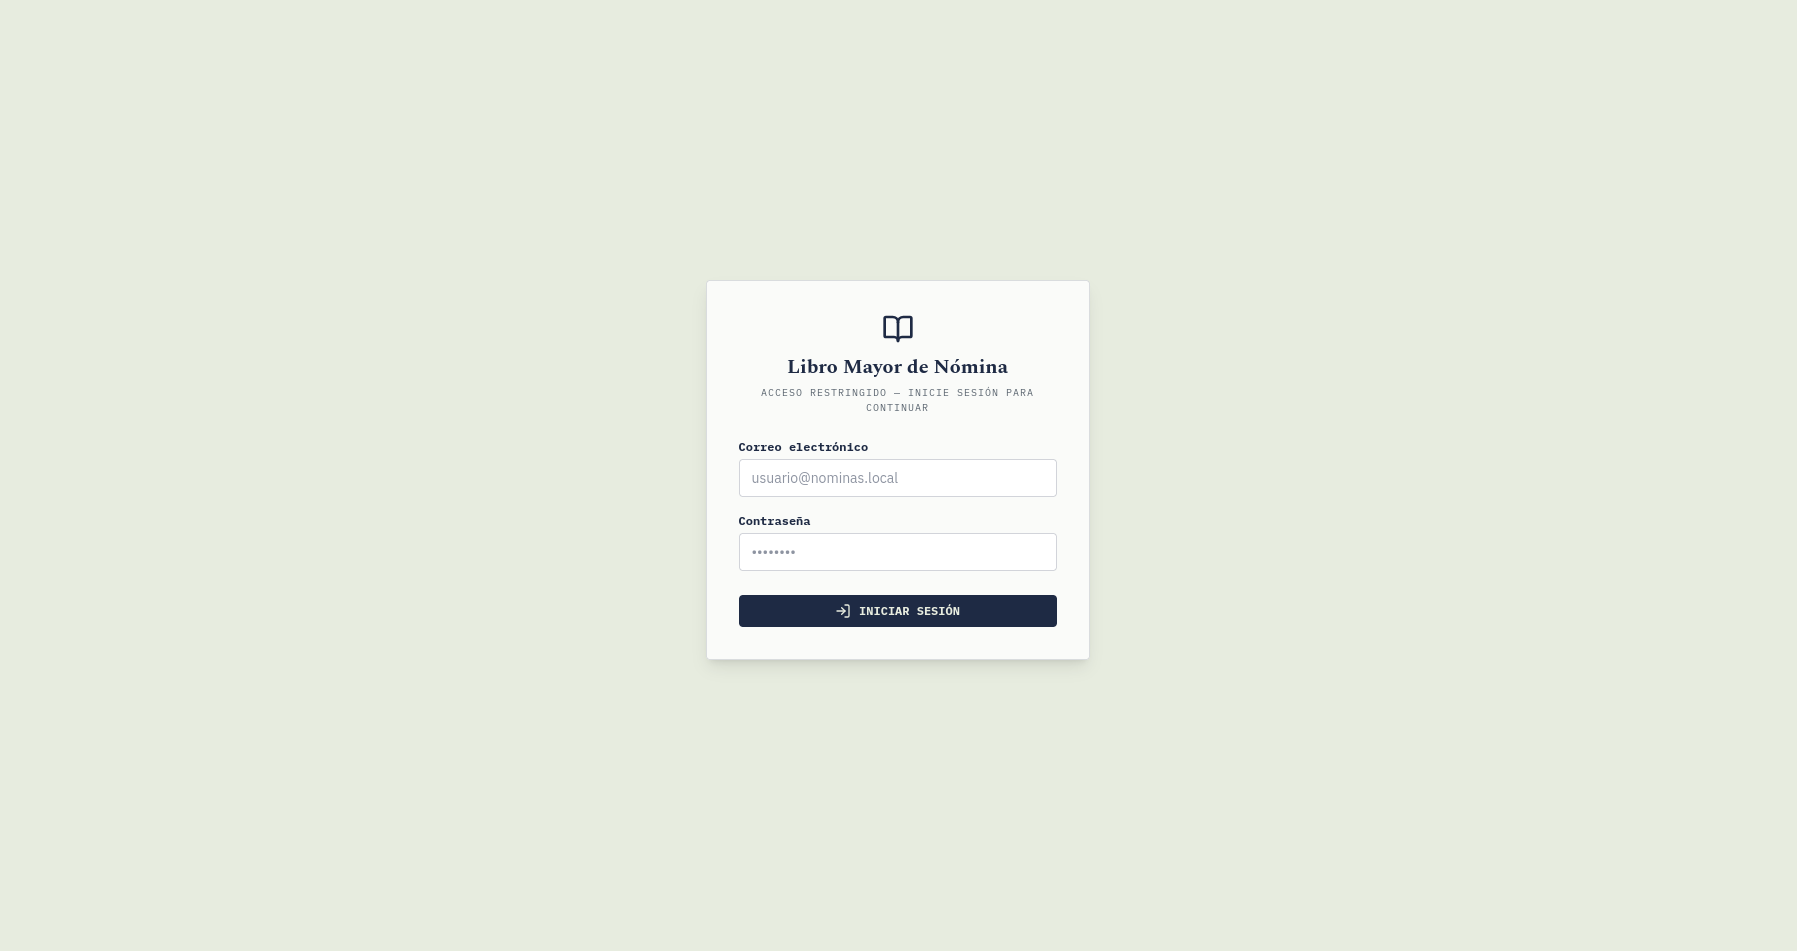 Libro Mayor de Nómina
ACCESO RESTRINGIDO — INICIE SESIÓN PARA
CONTINUAR
Correo electrónico
usuario@nominas.local
Contraseña
••••••••
INICIAR SESIÓN